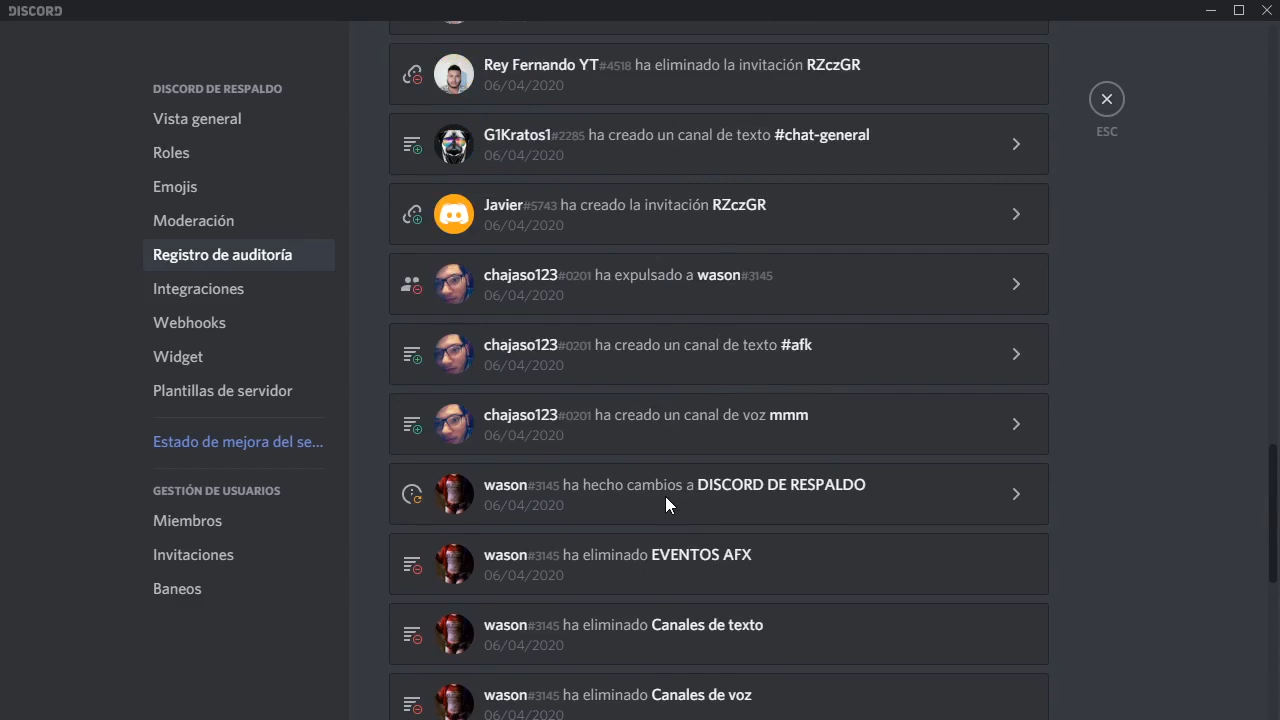 DISCORD
DISCORD DE RESPALDO
Vista general
Roles
Emojis
Moderación
Registro de auditoría
Integraciones
Webhooks
Widget
Plantillas de servidor
Estado de mejora del se...
GESTIÓN DE USUARIOS
Miembros
Invitaciones
Baneos
Rey Fernando YT#4518 ha eliminado la invitación RZczGR
06/04/2020
G1Kratos1#2285 ha creado un canal de texto #chat-general
06/04/2020
Javier#5743 ha creado la invitación RZczGR
06/04/2020
chajaso123#0201 ha expulsado a wason#3145
06/04/2020
chajaso123#0201 ha creado un canal de texto #afk
06/04/2020
chajaso123#0201 ha creado un canal de voz mmm
06/04/2020
wason#3145 ha hecho cambios a DISCORD DE RESPALDO
06/04/2020
wason#3145 ha eliminado EVENTOS AFX
06/04/2020
wason#3145 ha eliminado Canales de texto
06/04/2020
wason#3145 ha eliminado Canales de voz
06/04/2020
ESC